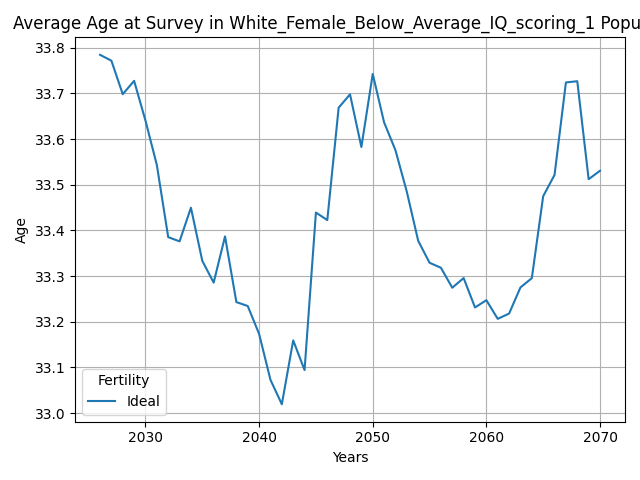 Average Age at Survey in White_Female_Below_Average_IQ_scoring_1 Popu
33.8
33.7
33.6
33.5
33.4
33.3
33.2
33.1
33.0
Age
Fertility
Ideal
2030 2040 2050 2060 2070
Years